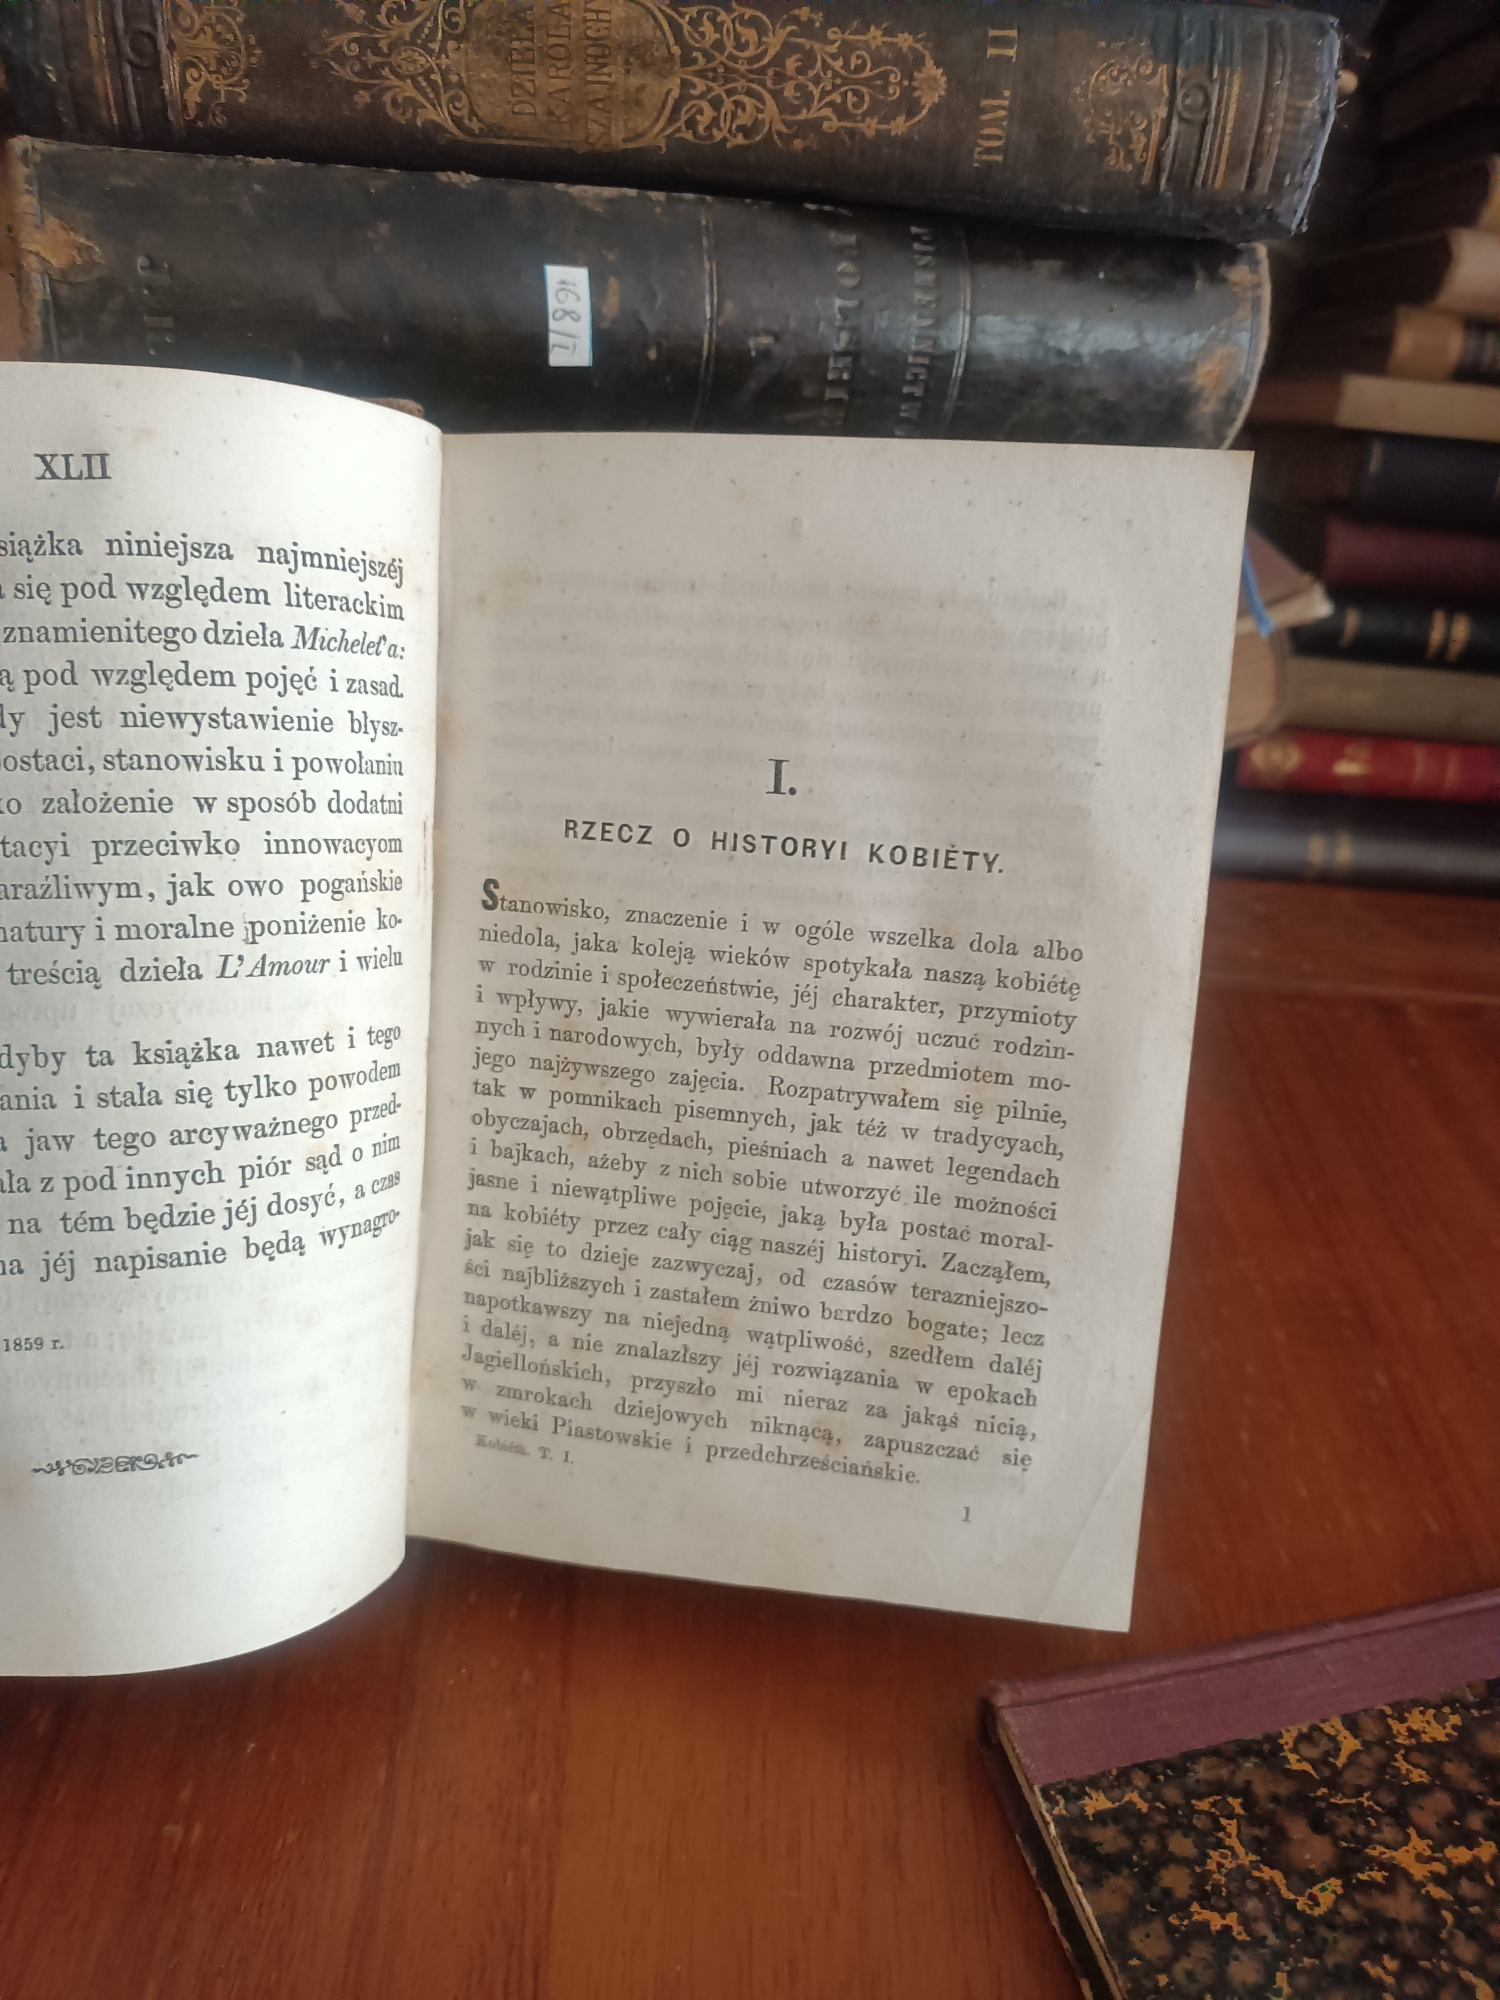 DZIEŁA
KAROLA
SZAJNOCHY
TOM. II
PISMIENNICTWO
POLSKIE
I
168/I
XLII
siążka niniejsza najmniejszéj
się pod względem literackim
znamienitego dzieła Michelet'a:
ą pod względem pojęć i zasad.
dy jest niewystawienie błysz-
ostaci, stanowisku i powołaniu
o założenie w sposób dodatni
tacyi przeciwko innowacyom
araźliwym, jak owo pogańskie
natury i moralne poniżenie ko-
treścią dzieła L'Amour i wielu
dyby ta książka nawet i tego
ania i stała się tylko powodem
a jaw tego arcyważnego przed-
ała z pod innych piór sąd o nim
na tém będzie jéj dosyć, a czas
na jéj napisanie będą wynagro-
1859 r.
I.
RZECZ O HISTORYI KOBIÉTY.
Stanowisko, znaczenie i w ogóle wszelka dola albo
niedola, jaka koleją wieków spotykała naszą kobiétę
w rodzinie i społeczeństwie, jéj charakter, przymioty
i wpływy, jakie wywierała na rozwój uczuć rodzin-
nych i narodowych, były oddawna przedmiotem mo-
jego najżywszego zajęcia. Rozpatrywałem się pilnie,
tak w pomnikach pisemnych, jak téż w tradycyach,
obyczajach, obrzędach, pieśniach a nawet legendach
i bajkach, ażeby z nich sobie utworzyć ile możności
jasne i niewątpliwe pojęcie, jaką była postać moral-
na kobiéty przez cały ciąg naszéj historyi. Zacząłem,
jak się to dzieje zazwyczaj, od czasów terazniejszo-
ści najbliższych i zastałem żniwo bardzo bogate; lecz
napotkawszy na niejedną wątpliwość, szedłem daléj
i daléj, a nie znalazłszy jéj rozwiązania w epokach
Jagiellońskich, przyszło mi nieraz za jakąś nicią,
w zmrokach dziejowych niknącą, zapuszczać się
w wieki Piastowskie i przedchrześciańskie.
Kobiéta. T. I.
1